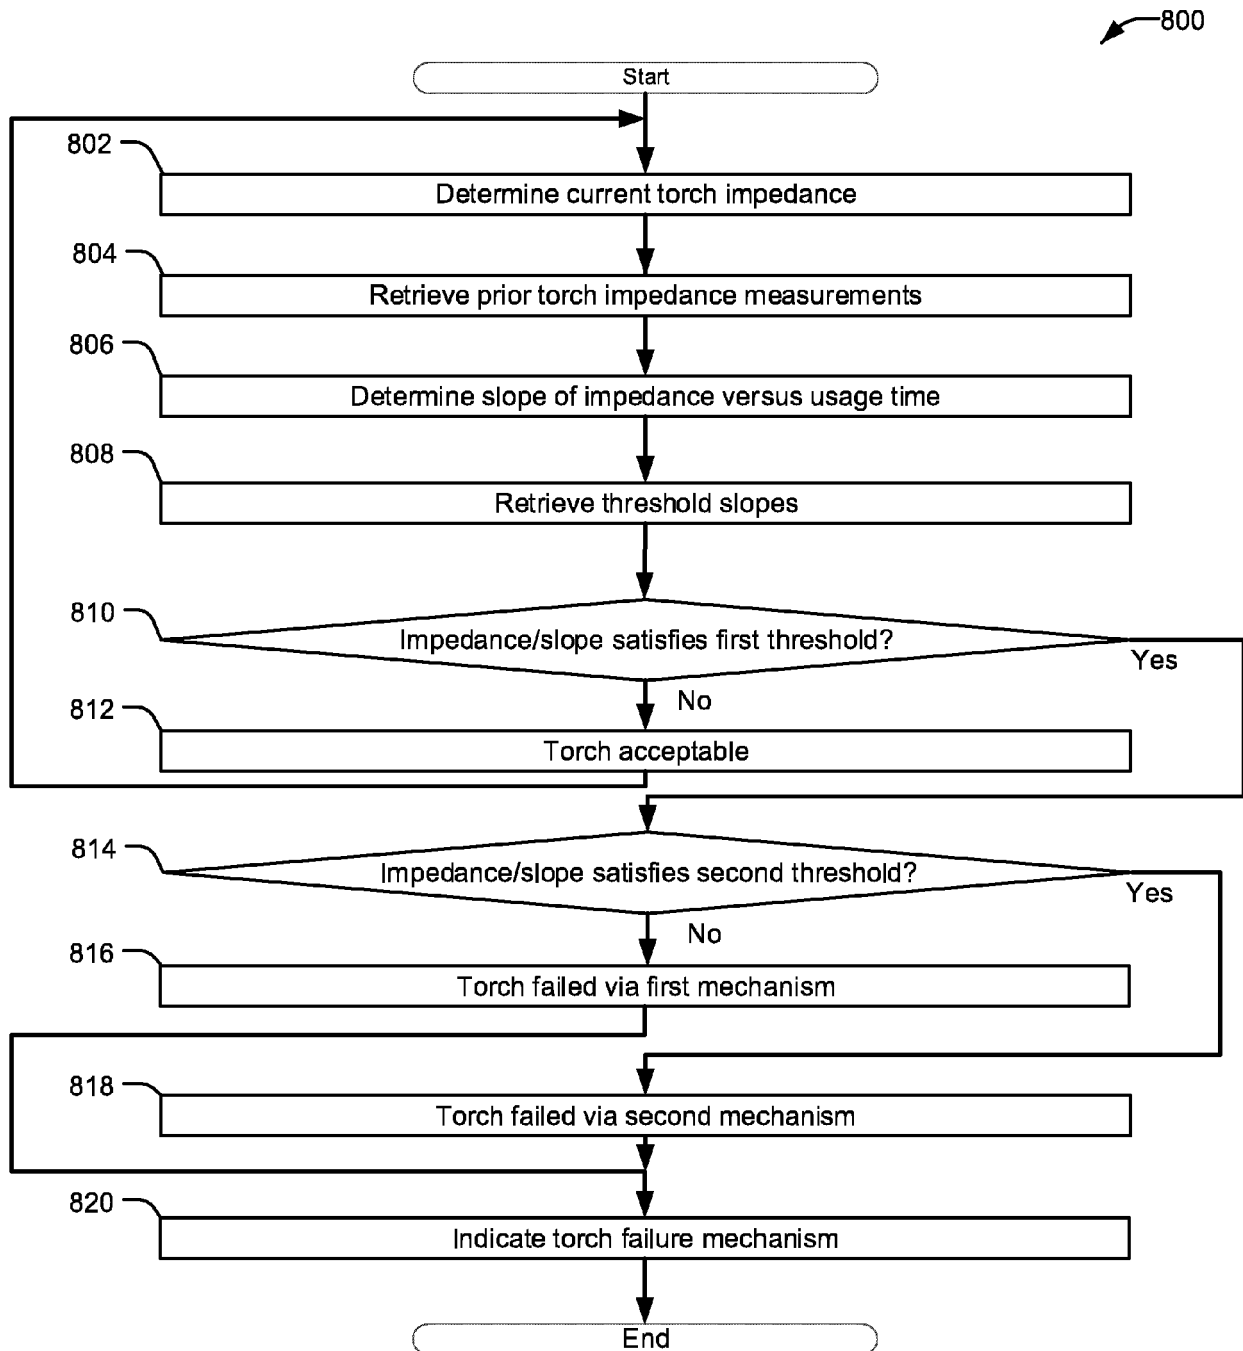 800
Start
802
Determine current torch impedance
804
Retrieve prior torch impedance measurements
806
Determine slope of impedance versus usage time
808
Retrieve threshold slopes
810
Impedance/slope satisfies first threshold?
Yes
No
812
Torch acceptable
814
Impedance/slope satisfies second threshold?
Yes
No
816
Torch failed via first mechanism
818
Torch failed via second mechanism
820
Indicate torch failure mechanism
End